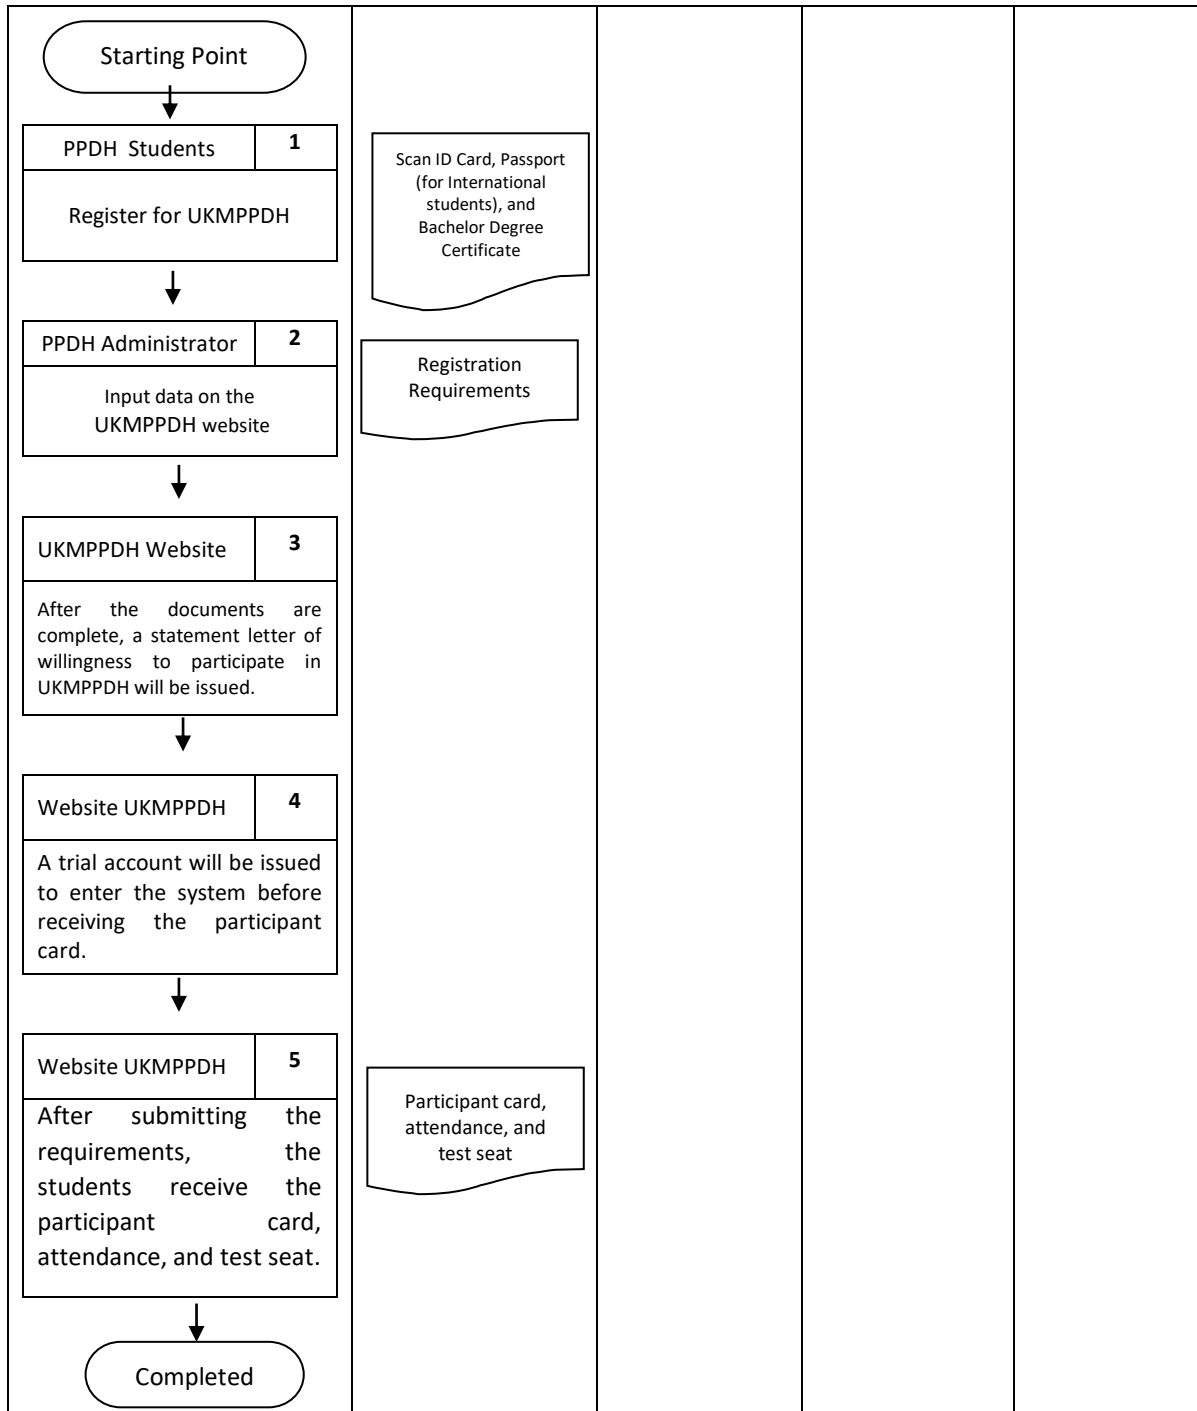 Starting Point
PPDH Students
1
Register for UKMPPDH
Scan ID Card, Passport
(for International
students), and
Bachelor Degree
Certificate
PPDH Administrator
2
Input data on the
UKMPPDH website
Registration
Requirements
UKMPPDH Website
3
After the documents are
complete, a statement letter of
willingness to participate in
UKMPPDH will be issued.
Website UKMPPDH
4
A trial account will be issued
to enter the system before
receiving the participant
card.
Website UKMPPDH
5
After submitting the
requirements, the
students receive the
participant card,
attendance, and test seat.
Participant card,
attendance, and
test seat
Completed